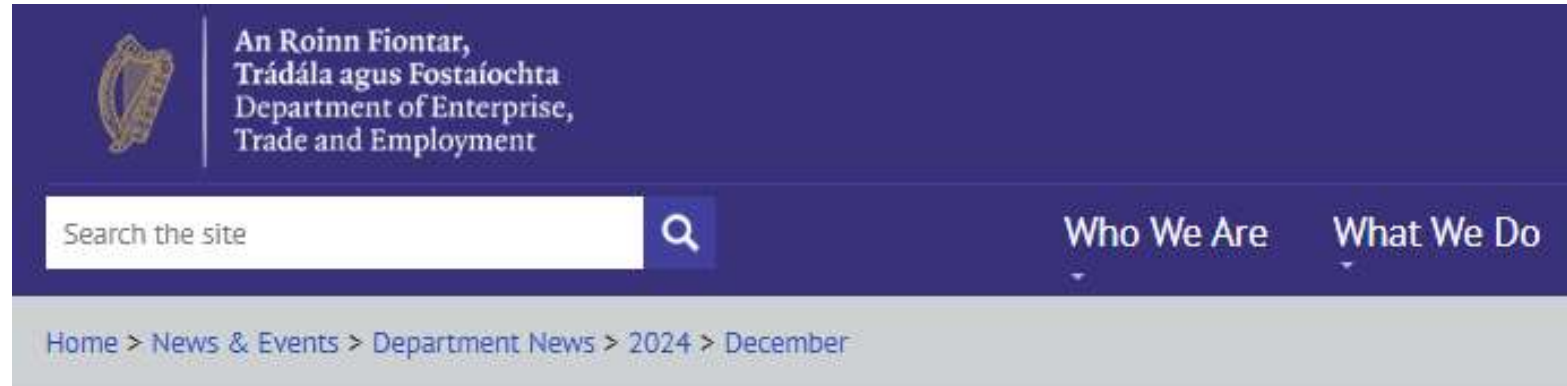 An Roinn Fiontar,
Trádála agus Fostaíochta
Department of Enterprise,
Trade and Employment
Search the site
Who We Are
What We Do
Home > News & Events > Department News > 2024 > December